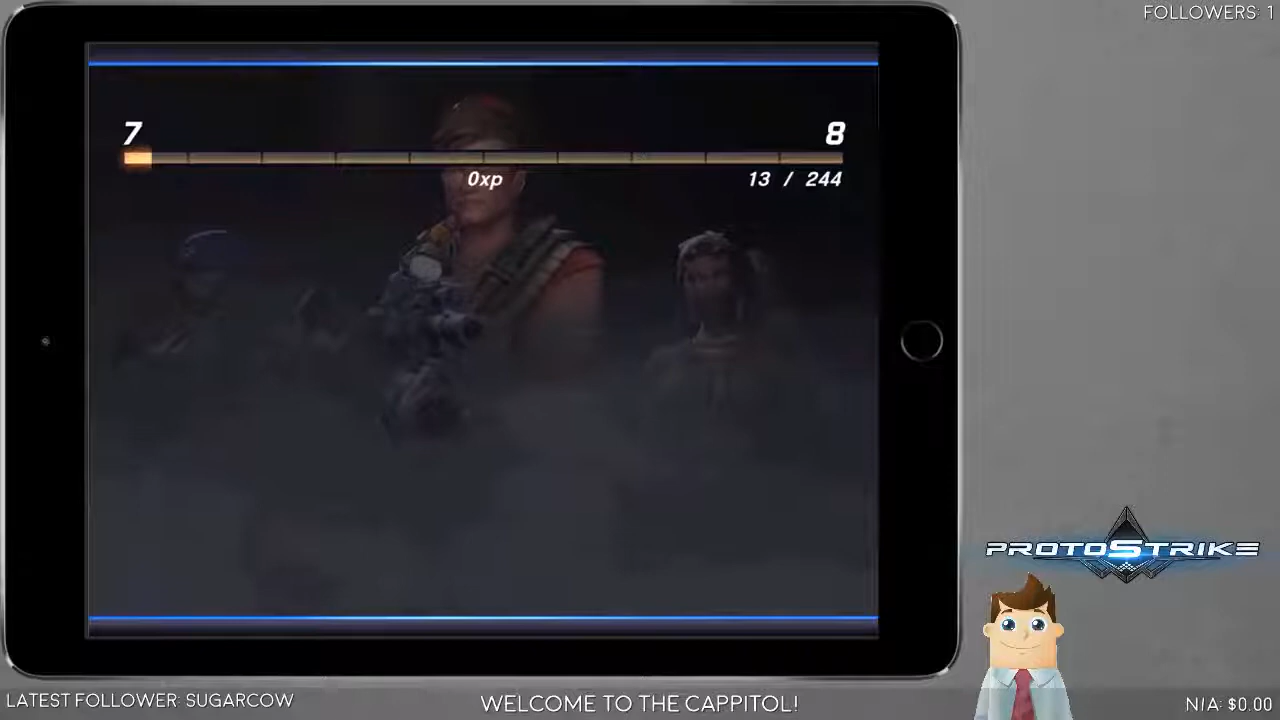 FOLLOWERS: 1
7
8
0xp
13 / 244
PROTOSTRIKE
LATEST FOLLOWER: SUGARCOW
WELCOME TO THE CAPPITOL!
N/A: $0.00